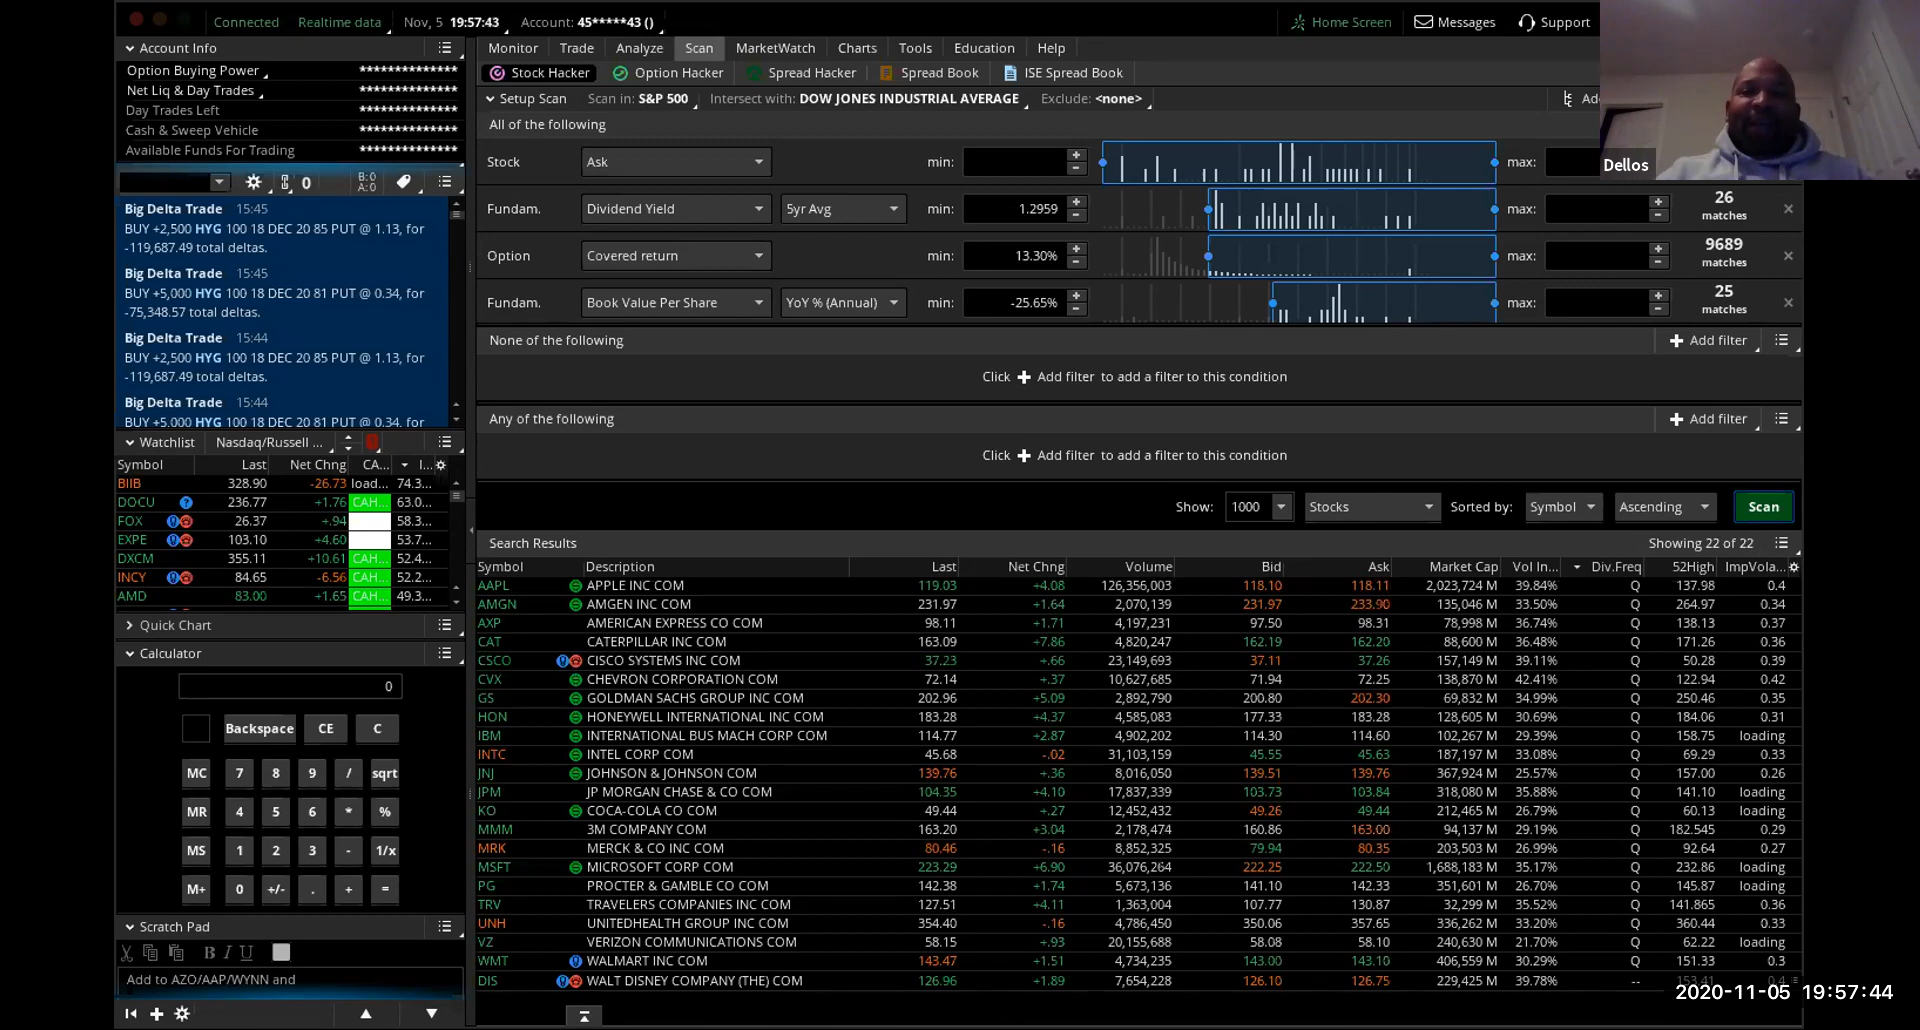 Connected Realtime data Nov, 5 19:57:43 Account: 45*****43 () Home Screen Messages Support
Account Info
Option Buying Power **************
Net Liq & Day Trades **************
Day Trades Left **************
Cash & Sweep Vehicle **************
Available Funds For Trading **************
0 B:0 A:0
Big Delta Trade 15:45
BUY +2,500 HYG 100 18 DEC 20 85 PUT @ 1.13, for
-119,687.49 total deltas.
Big Delta Trade 15:45
BUY +5,000 HYG 100 18 DEC 20 81 PUT @ 0.34, for
-75,348.57 total deltas.
Big Delta Trade 15:44
BUY +2,500 HYG 100 18 DEC 20 85 PUT @ 1.13, for
-119,687.49 total deltas.
Big Delta Trade 15:44
BUY +5,000 HYG 100 18 DEC 20 81 PUT @ 0.34, for
Watchlist Nasdaq/Russell ...
Symbol Last Net Chng CA... I...
BIIB 328.90 -26.73 load... 74.3...
DOCU 236.77 +1.76 CAH... 63.0...
FOX 26.37 +.94 58.3...
EXPE 103.10 +4.60 53.7...
DXCM 355.11 +10.61 CAH... 52.4...
INCY 84.65 -6.56 CAH... 52.2...
AMD 83.00 +1.65 CAH... 49.3...
Quick Chart
Calculator
0
Backspace CE C
MC 7 8 9 / sqrt
MR 4 5 6 * %
MS 1 2 3 - 1/x
M+ 0 +/- . + =
Scratch Pad
B I U
Add to AZO/AAP/WYNN and
Monitor Trade Analyze Scan MarketWatch Charts Tools Education Help
Stock Hacker Option Hacker Spread Hacker Spread Book ISE Spread Book
Setup Scan Scan in: S&P 500 Intersect with: DOW JONES INDUSTRIAL AVERAGE Exclude: <none>
All of the following
Stock Ask min: max:
Fundam. Dividend Yield 5yr Avg min: 1.2959 max: 26 matches
Option Covered return min: 13.30% max: 9689 matches
Fundam. Book Value Per Share YoY % (Annual) min: -25.65% max: 25 matches
None of the following Add filter
Click + Add filter to add a filter to this condition
Any of the following Add filter
Click + Add filter to add a filter to this condition
Show: 1000 Stocks Sorted by: Symbol Ascending Scan
Search Results Showing 22 of 22
Symbol Description Last Net Chng Volume Bid Ask Market Cap Vol In... Div.Freq 52High ImpVola...
AAPL APPLE INC COM 119.03 +4.08 126,356,003 118.10 118.11 2,023,724 M 39.84% Q 137.98 0.4
AMGN AMGEN INC COM 231.97 +1.64 2,070,139 231.97 233.90 135,046 M 33.50% Q 264.97 0.34
AXP AMERICAN EXPRESS CO COM 98.11 +1.71 4,197,231 97.50 98.31 78,998 M 36.74% Q 138.13 0.37
CAT CATERPILLAR INC COM 163.09 +7.86 4,820,247 162.19 162.20 88,600 M 36.48% Q 171.26 0.36
CSCO CISCO SYSTEMS INC COM 37.23 +.66 23,149,693 37.11 37.26 157,149 M 39.11% Q 50.28 0.39
CVX CHEVRON CORPORATION COM 72.14 +.37 10,627,685 71.94 72.25 138,870 M 42.41% Q 122.94 0.42
GS GOLDMAN SACHS GROUP INC COM 202.96 +5.09 2,892,790 200.80 202.30 69,832 M 34.99% Q 250.46 0.35
HON HONEYWELL INTERNATIONAL INC COM 183.28 +4.37 4,585,083 177.33 183.28 128,605 M 30.69% Q 184.06 0.31
IBM INTERNATIONAL BUS MACH CORP COM 114.77 +2.87 4,902,202 114.30 114.60 102,267 M 29.39% Q 158.75 loading
INTC INTEL CORP COM 45.68 -.02 31,103,159 45.55 45.63 187,197 M 33.08% Q 69.29 0.33
JNJ JOHNSON & JOHNSON COM 139.76 +.36 8,016,050 139.51 139.76 367,924 M 25.57% Q 157.00 0.26
JPM JP MORGAN CHASE & CO COM 104.35 +4.10 17,837,339 103.73 103.84 318,080 M 35.88% Q 141.10 loading
KO COCA-COLA CO COM 49.44 +.27 12,452,432 49.26 49.44 212,465 M 26.79% Q 60.13 loading
MMM 3M COMPANY COM 163.20 +3.04 2,178,474 160.86 163.00 94,137 M 29.19% Q 182.545 0.29
MRK MERCK & CO INC COM 80.46 -.16 8,852,325 79.94 80.35 203,503 M 26.99% Q 92.64 0.27
MSFT MICROSOFT CORP COM 223.29 +6.90 36,076,264 222.25 222.50 1,688,183 M 35.17% Q 232.86 loading
PG PROCTER & GAMBLE CO COM 142.38 +1.74 5,673,136 141.10 142.33 351,601 M 26.70% Q 145.87 loading
TRV TRAVELERS COMPANIES INC COM 127.51 +4.11 1,363,004 107.77 130.87 32,299 M 35.52% Q 141.865 0.36
UNH UNITEDHEALTH GROUP INC COM 354.40 -.16 4,786,450 350.06 357.65 336,262 M 33.20% Q 360.44 0.33
VZ VERIZON COMMUNICATIONS COM 58.15 +.93 20,155,688 58.08 58.10 240,630 M 21.70% Q 62.22 loading
WMT WALMART INC COM 143.47 +1.51 4,734,235 143.00 143.10 406,559 M 30.29% Q 151.33 0.3
DIS WALT DISNEY COMPANY (THE) COM 126.96 +1.89 7,654,228 126.10 126.75 229,425 M 39.78% --
Dellos
2020-11-05 19:57:44